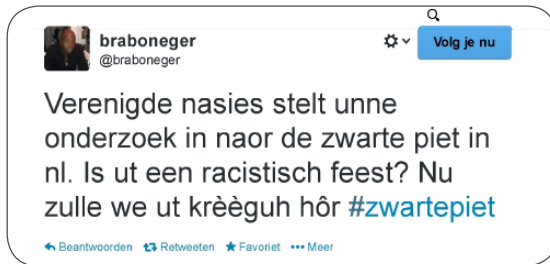 braboneger
@braboneger
Volg je nu
Verenigde nasies stelt unne
onderzoek in naor de zwarte piet in
nl. Is ut een racistisch feest? Nu
zulle we ut krèèguh hôr #zwartepiet
Beantwoorden Retweeten Favoriet Meer